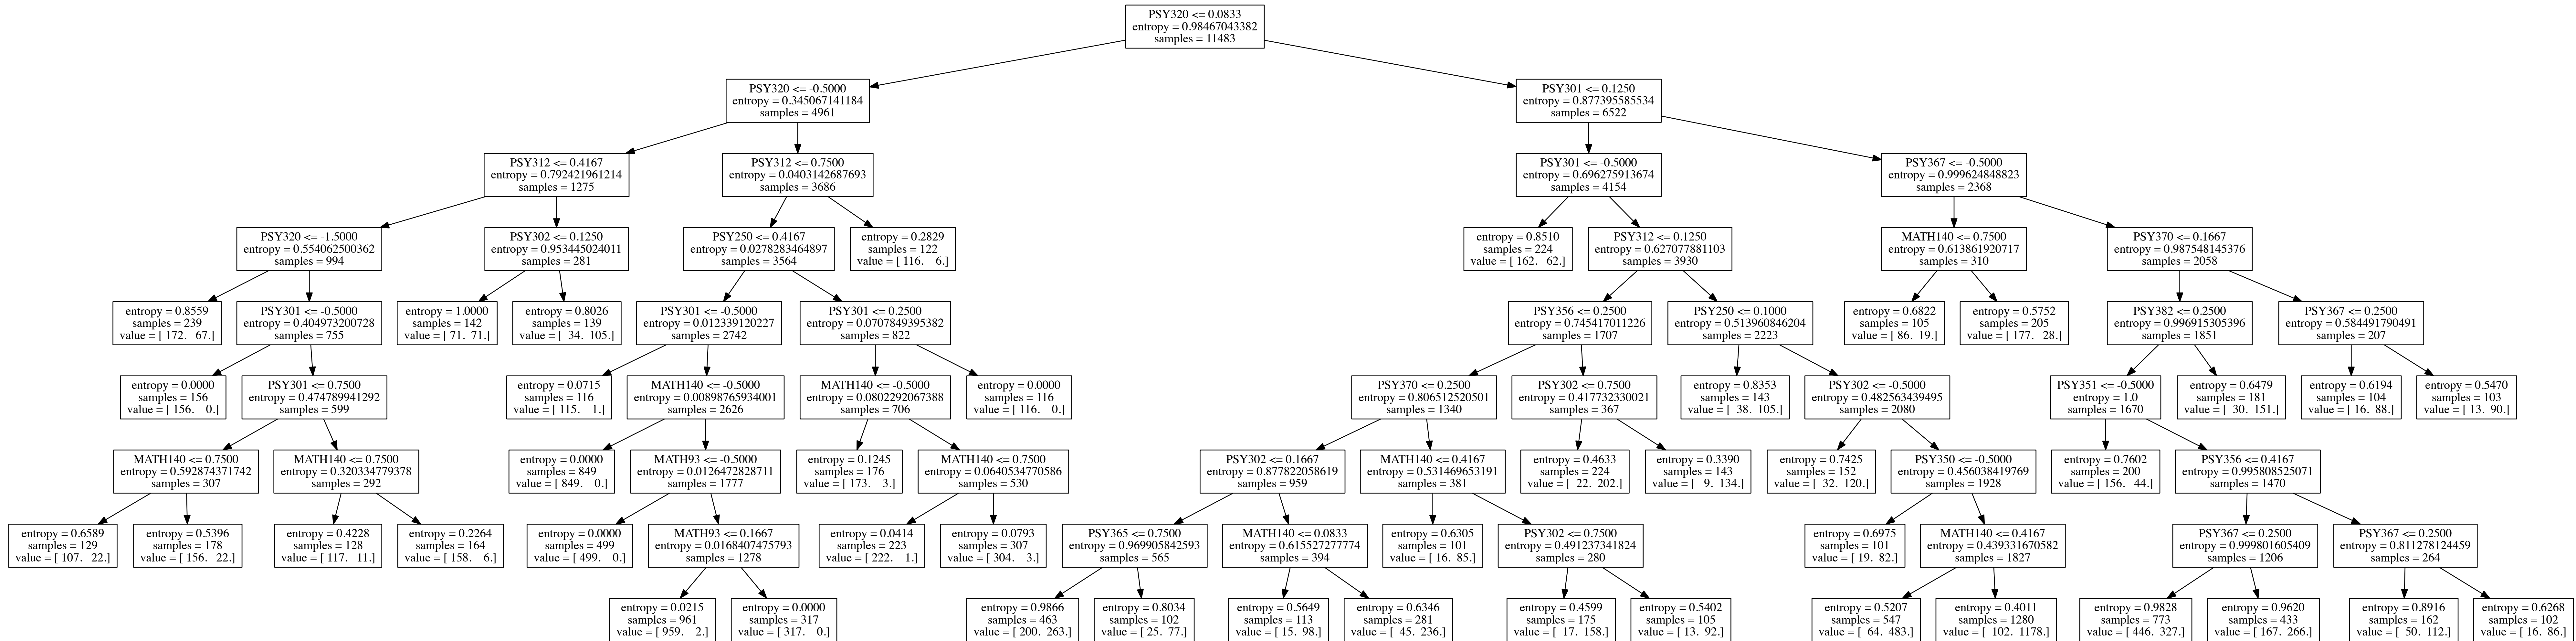 PSY320 <= 0.0833
entropy = 0.98467043382
samples = 11483
PSY320 <= -0.5000
entropy = 0.345067141184
samples = 4961
PSY301 <= 0.1250
entropy = 0.877395585534
samples = 6522
PSY312 <= 0.4167
entropy = 0.792421961214
samples = 1275
PSY312 <= 0.7500
entropy = 0.0403142687693
samples = 3686
PSY301 <= -0.5000
entropy = 0.696275913674
samples = 4154
PSY367 <= -0.5000
entropy = 0.999624848823
samples = 2368
PSY320 <= -1.5000
entropy = 0.554062500362
samples = 994
PSY302 <= 0.1250
entropy = 0.953445024011
samples = 281
PSY250 <= 0.4167
entropy = 0.0278283464897
samples = 3564
entropy = 0.2829
samples = 122
value = [ 116. 6.]
entropy = 0.8510
samples = 224
value = [ 162. 62.]
PSY312 <= 0.1250
entropy = 0.627077881103
samples = 3930
MATH140 <= 0.7500
entropy = 0.613861920717
samples = 310
PSY370 <= 0.1667
entropy = 0.987548145376
samples = 2058
entropy = 0.8559
samples = 239
value = [ 172. 67.]
PSY301 <= -0.5000
entropy = 0.404973200728
samples = 755
entropy = 1.0000
samples = 142
value = [ 71. 71.]
entropy = 0.8026
samples = 139
value = [ 34. 105.]
PSY301 <= -0.5000
entropy = 0.012339120227
samples = 2742
PSY301 <= 0.2500
entropy = 0.0707849395382
samples = 822
PSY356 <= 0.2500
entropy = 0.745417011226
samples = 1707
PSY250 <= 0.1000
entropy = 0.513960846204
samples = 2223
entropy = 0.6822
samples = 105
value = [ 86. 19.]
entropy = 0.5752
samples = 205
value = [ 177. 28.]
PSY382 <= 0.2500
entropy = 0.996915305396
samples = 1851
PSY367 <= 0.2500
entropy = 0.584491790491
samples = 207
entropy = 0.0000
samples = 156
value = [ 156. 0.]
PSY301 <= 0.7500
entropy = 0.474789941292
samples = 599
entropy = 0.0715
samples = 116
value = [ 115. 1.]
MATH140 <= -0.5000
entropy = 0.00898765934001
samples = 2626
MATH140 <= -0.5000
entropy = 0.0802292067388
samples = 706
entropy = 0.0000
samples = 116
value = [ 116. 0.]
PSY370 <= 0.2500
entropy = 0.806512520501
samples = 1340
PSY302 <= 0.7500
entropy = 0.417732330021
samples = 367
entropy = 0.8353
samples = 143
value = [ 38. 105.]
PSY302 <= -0.5000
entropy = 0.482563439495
samples = 2080
PSY351 <= -0.5000
entropy = 1.0
samples = 1670
entropy = 0.6479
samples = 181
value = [ 30. 151.]
entropy = 0.6194
samples = 104
value = [ 16. 88.]
entropy = 0.5470
samples = 103
value = [ 13. 90.]
MATH140 <= 0.7500
entropy = 0.592874371742
samples = 307
MATH140 <= 0.7500
entropy = 0.320334779378
samples = 292
entropy = 0.0000
samples = 849
value = [ 849. 0.]
MATH93 <= -0.5000
entropy = 0.0126472828711
samples = 1777
entropy = 0.1245
samples = 176
value = [ 173. 3.]
MATH140 <= 0.7500
entropy = 0.0640534770586
samples = 530
PSY302 <= 0.1667
entropy = 0.877822058619
samples = 959
MATH140 <= 0.4167
entropy = 0.531469653191
samples = 381
entropy = 0.4633
samples = 224
value = [ 22. 202.]
entropy = 0.3390
samples = 143
value = [ 9. 134.]
entropy = 0.7425
samples = 152
value = [ 32. 120.]
PSY350 <= -0.5000
entropy = 0.456038419769
samples = 1928
entropy = 0.7602
samples = 200
value = [ 156. 44.]
PSY356 <= 0.4167
entropy = 0.995808525071
samples = 1470
entropy = 0.6589
samples = 129
value = [ 107. 22.]
entropy = 0.5396
samples = 178
value = [ 156. 22.]
entropy = 0.4228
samples = 128
value = [ 117. 11.]
entropy = 0.2264
samples = 164
value = [ 158. 6.]
entropy = 0.0000
samples = 499
value = [ 499. 0.]
MATH93 <= 0.1667
entropy = 0.0168407475793
samples = 1278
entropy = 0.0414
samples = 223
value = [ 222. 1.]
entropy = 0.0793
samples = 307
value = [ 304. 3.]
PSY365 <= 0.7500
entropy = 0.969905842593
samples = 565
MATH140 <= 0.0833
entropy = 0.615527277774
samples = 394
entropy = 0.6305
samples = 101
value = [ 16. 85.]
PSY302 <= 0.7500
entropy = 0.491237341824
samples = 280
entropy = 0.6975
samples = 101
value = [ 19. 82.]
MATH140 <= 0.4167
entropy = 0.439331670582
samples = 1827
PSY367 <= 0.2500
entropy = 0.999801605409
samples = 1206
PSY367 <= 0.2500
entropy = 0.811278124459
samples = 264
entropy = 0.0215
samples = 961
value = [ 959. 2.]
entropy = 0.0000
samples = 317
value = [ 317. 0.]
entropy = 0.9866
samples = 463
value = [ 200. 263.]
entropy = 0.8034
samples = 102
value = [ 25. 77.]
entropy = 0.5649
samples = 113
value = [ 15. 98.]
entropy = 0.6346
samples = 281
value = [ 45. 236.]
entropy = 0.4599
samples = 175
value = [ 17. 158.]
entropy = 0.5402
samples = 105
value = [ 13. 92.]
entropy = 0.5207
samples = 547
value = [ 64. 483.]
entropy = 0.4011
samples = 1280
value = [ 102. 1178.]
entropy = 0.9828
samples = 773
value = [ 446. 327.]
entropy = 0.9620
samples = 433
value = [ 167. 266.]
entropy = 0.8916
samples = 162
value = [ 50. 112.]
entropy = 0.6268
samples = 102
value = [ 16. 86.]